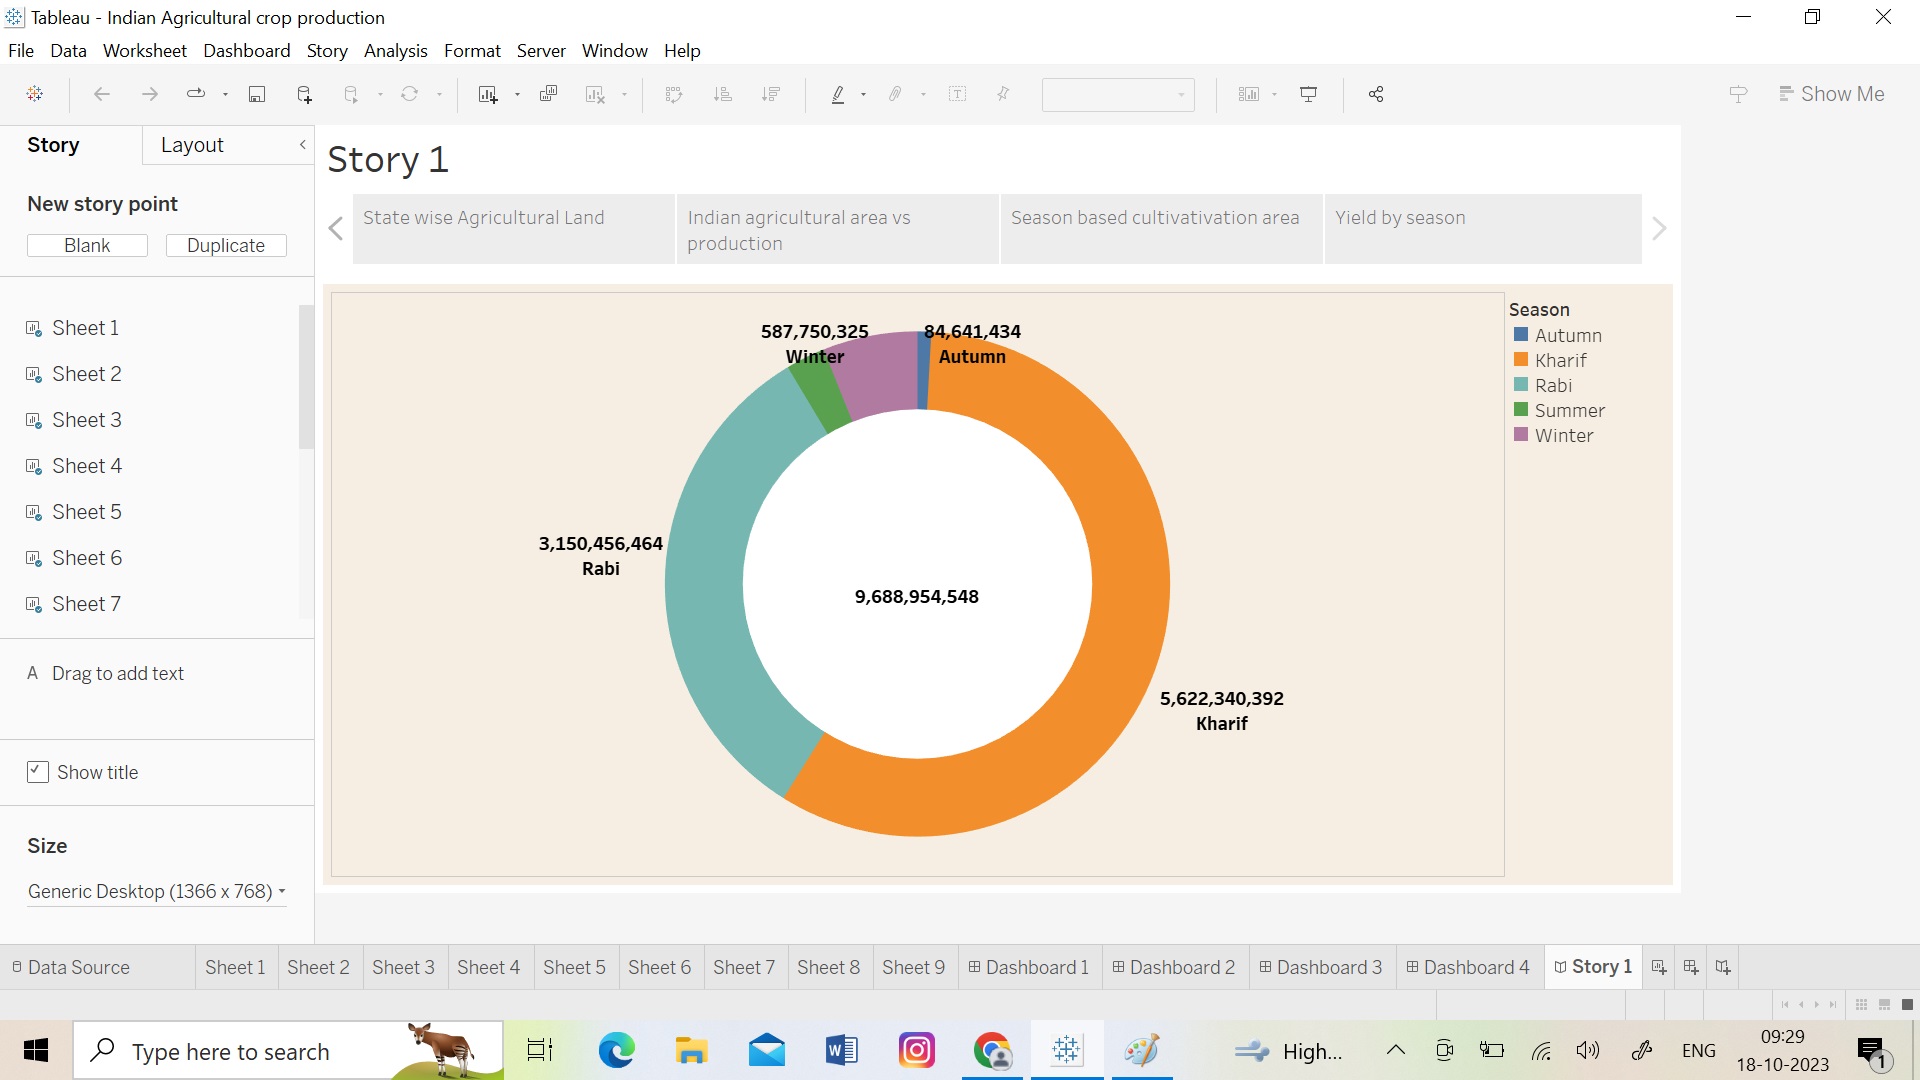 Tableau - Indian Agricultural crop production
File Data Worksheet Dashboard Story Analysis Format Server Window Help
Show Me
Story Layout
New story point
Blank Duplicate
Sheet 1
Sheet 2
Sheet 3
Sheet 4
Sheet 5
Sheet 6
Sheet 7
A Drag to add text
Show title
Size
Generic Desktop (1366 x 768)
Story 1
State wise Agricultural Land
Indian agricultural area vs
production
Season based cultivativation area
Yield by season
587,750,325
Winter
84,641,434
Autumn
3,150,456,464
Rabi
9,688,954,548
5,622,340,392
Kharif
Season
Autumn
Kharif
Rabi
Summer
Winter
Data Source Sheet 1 Sheet 2 Sheet 3 Sheet 4 Sheet 5 Sheet 6 Sheet 7 Sheet 8 Sheet 9 Dashboard 1 Dashboard 2 Dashboard 3 Dashboard 4 Story 1
Type here to search
High...
ENG
09:29
18-10-2023
1